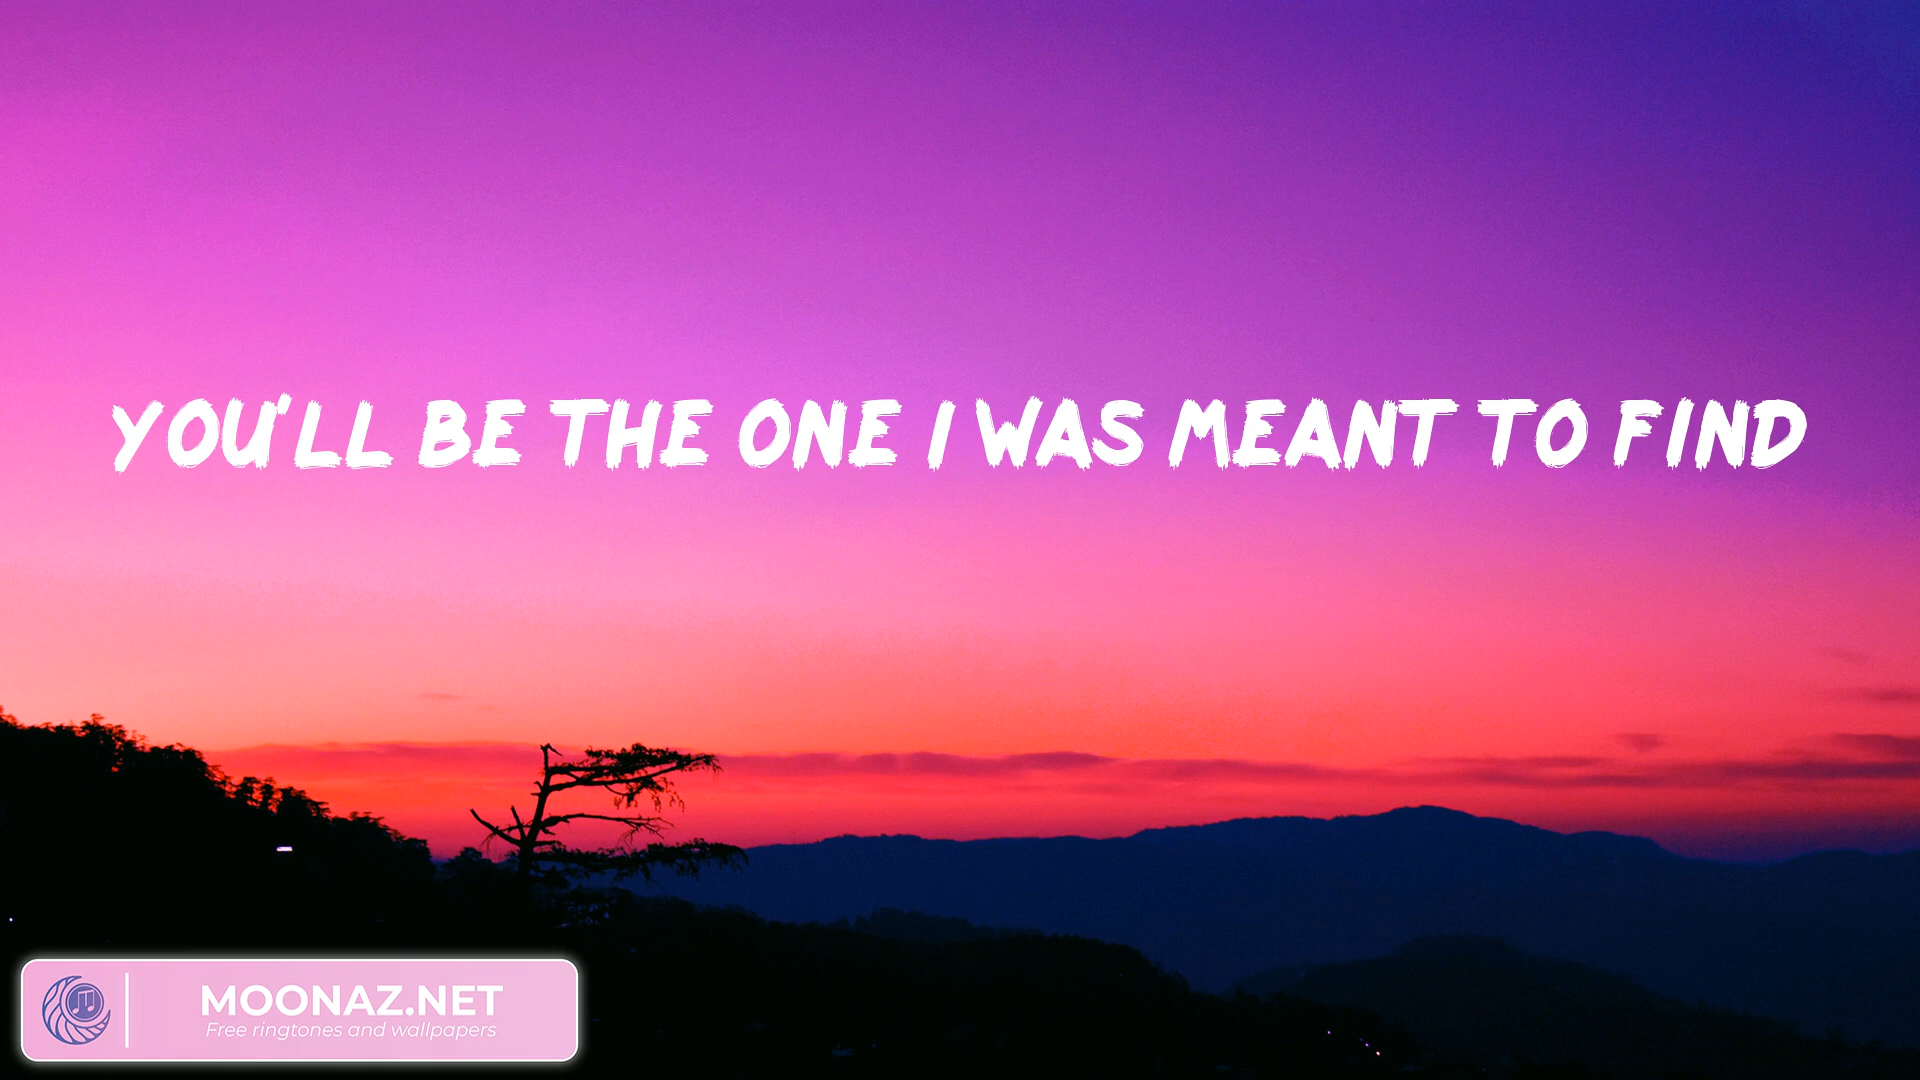 YOU'LL BE THE ONE I WAS MEANT TO FIND
MOONAZ.NET
Free ringtones and wallpapers